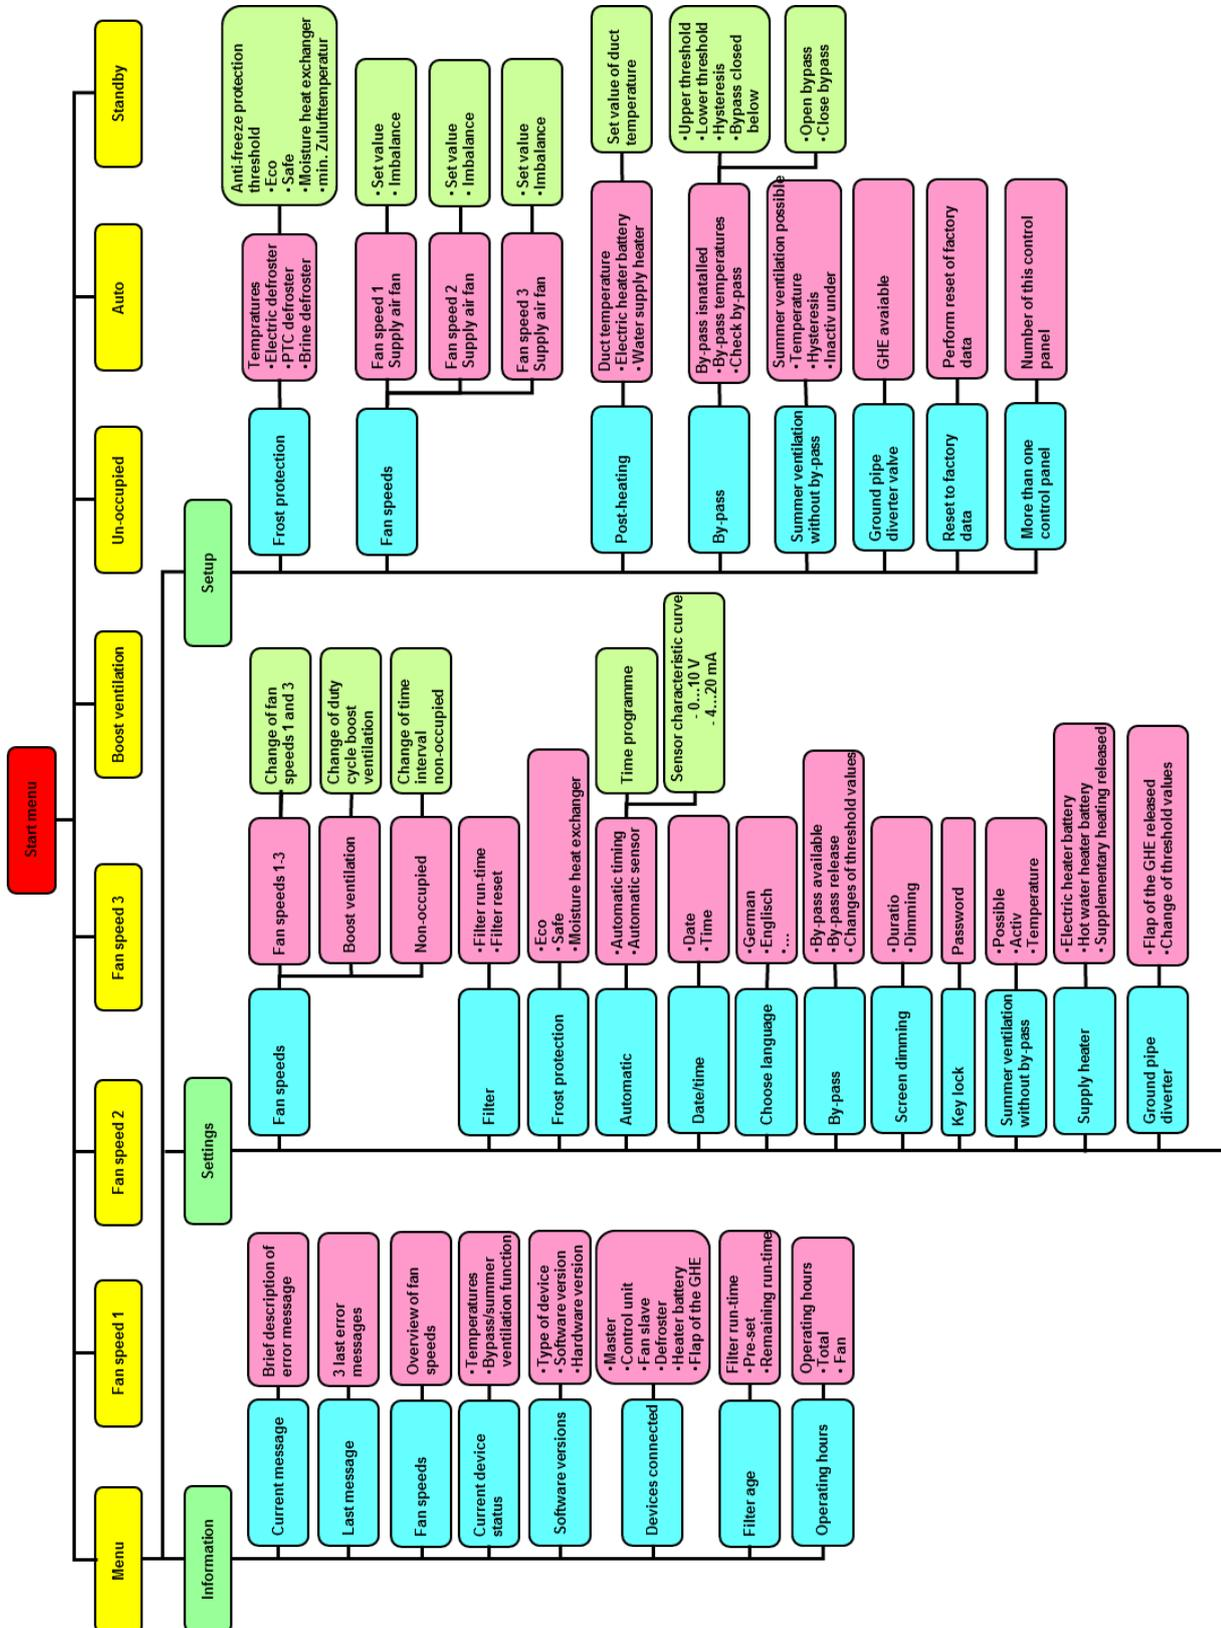 Start menu
Menu
Fan speed 1
Fan speed 2
Fan speed 3
Boost ventilation
Un-occupied
Auto
Standby
Information
Current message
Brief description of
error message
Last message
3 last error
messages
Fan speeds
Overview of fan
speeds
Current device
status
•Temperatures
•Bypass/summer
ventilation function
Software versions
•Type of device
•Software version
•Hardware version
Devices connected
•Master
•Control unit
•Fan slave
•Defroster
•Heater battery
•Flap of the GHE
Filter age
Filter run-time
•Pre-set
•Remaining run-time
Operating hours
Operating hours
•Total
•Fan
Settings
Fan speeds
Fan speeds 1-3
Change of fan
speeds 1 and 3
Boost ventilation
Change of duty
cycle boost
ventilation
Non-occupied
Change of time
interval
non-occupied
Filter
•Filter run-time
•Filter reset
Frost protection
•Eco
•Safe
•Moisture heat exchanger
Automatic
•Automatic timing
•Automatic sensor
Time programme
Sensor characteristic curve
- 0...10 V
- 4...20 mA
Date/time
•Date
•Time
Choose language
•German
•Englisch
•...
By-pass
•By-pass available
•By-pass release
•Changes of threshold values
Screen dimming
•Duratio
•Dimming
Key lock
Password
Summer ventilation
without by-pass
•Possible
•Activ
•Temperature
Supply heater
•Electric heater battery
•Hot water heater battery
•Supplementary heating released
Ground pipe
diverter
•Flap of the GHE released
•Change of threshold values
Setup
Frost protection
Tempratures
•Electric defroster
•PTC defroster
•Brine defroster
Anti-freeze protection
threshold
•Eco
•Safe
•Moisture heat exchanger
•min. Zulufttemperatur
Fan speeds
Fan speed 1
Supply air fan
•Set value
•Imbalance
Fan speed 2
Supply air fan
•Set value
•Imbalance
Fan speed 3
Supply air fan
•Set value
•Imbalance
Post-heating
Duct temperature
•Electric heater battery
•Water supply heater
Set value of duct
temperature
By-pass
By-pass isnatalled
•By-pass temperatures
•Check by-pass
•Upper threshold
•Lower threshold
•Hysteresis
•Bypass closed
below
•Open bypass
•Close bypass
Summer ventilation
without by-pass
Summer ventilation possible
•Temperature
•Hysteresis
•Inactiv under
Ground pipe
diverter valve
GHE avaiable
Reset to factory
data
Perform reset of factory
data
More than one
control panel
Number of this control
panel